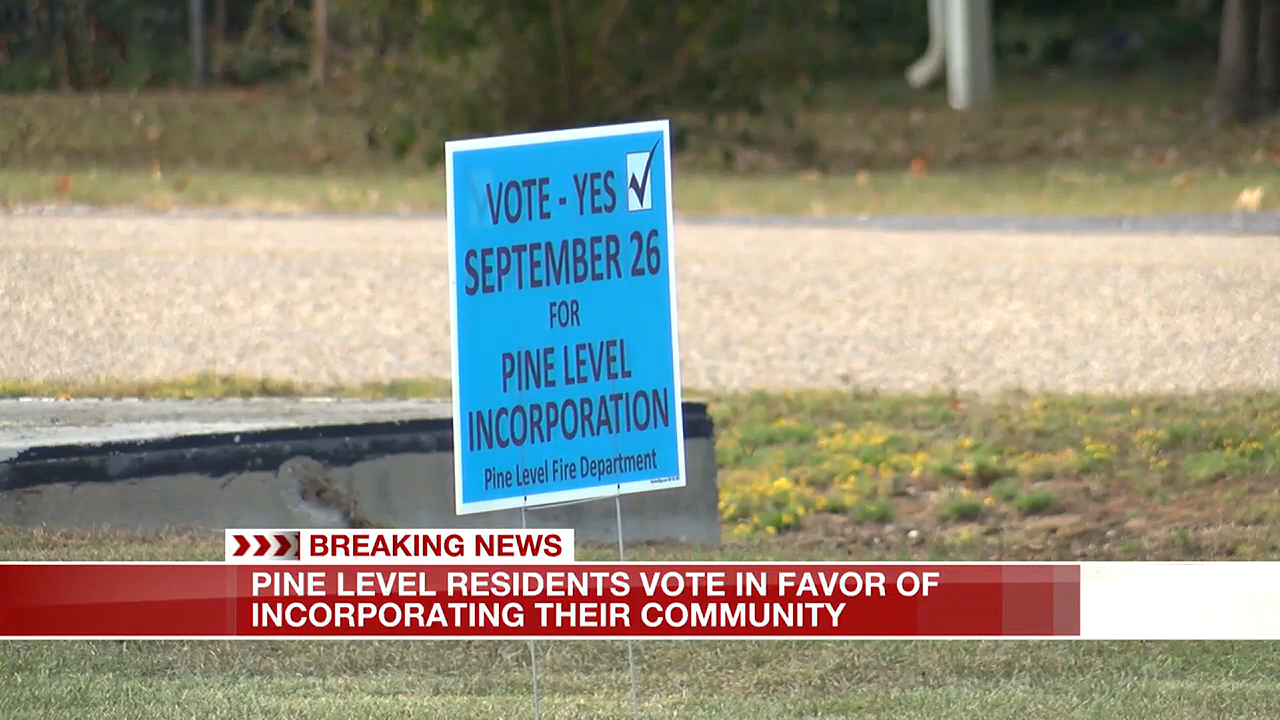 VOTE - YES
SEPTEMBER 26
FOR
PINE LEVEL
INCORPORATION
Pine Level Fire Department
BREAKING NEWS
PINE LEVEL RESIDENTS VOTE IN FAVOR OF
INCORPORATING THEIR COMMUNITY